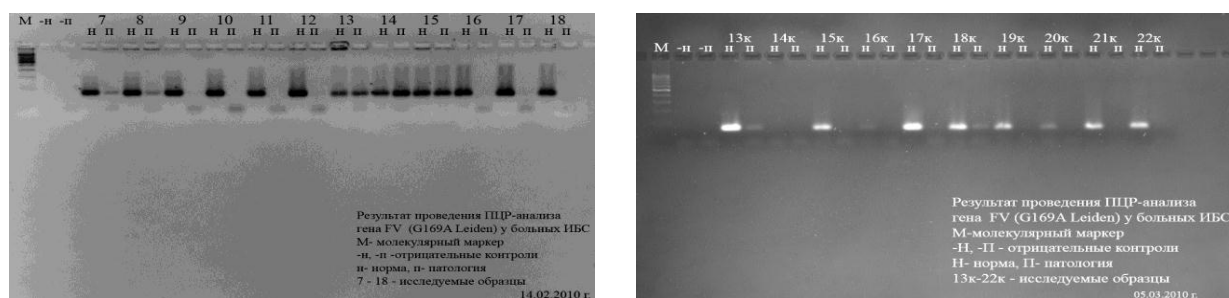 М -н -п 7 8 9 10 11 12 13 14 15 16 17 18
н п н п н п н п н п н п н п н п н п н п н п н п
Результат проведения ПЦР-анализа
гена FV (G169A Leiden) у больных ИБС
М- молекулярный маркер
-н, -п -отрицательные контроли
н- норма, п- патология
7 - 18 - исследуемые образцы
14.02.2010 г.
13к 14к 15к 16к 17к 18к 19к 20к 21к 22к
М -н -п н п н п н п н п н п н п н п н п н п н п
Результат проведения ПЦР-анализа
гена FV (G169A Leiden) у больных ИБС
М-молекулярный маркер
-Н, -П - отрицательные контроли
Н- норма, П- патология
13к-22к - исследуемые образцы
05.03.2010 г.